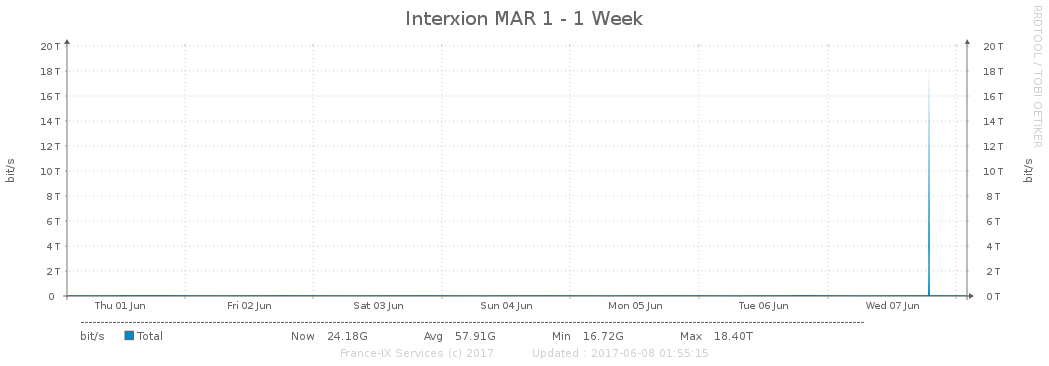 Interxion MAR 1 - 1 Week
RRDTOOL / TOBI OETIKER
20 T 20 T
18 T 18 T
16 T 16 T
14 T 14 T
12 T 12 T
10 T 10 T
8 T 8 T
6 T 6 T
4 T 4 T
2 T 2 T
0 0 T
bit/s bit/s
Thu 01 Jun Fri 02 Jun Sat 03 Jun Sun 04 Jun Mon 05 Jun Tue 06 Jun Wed 07 Jun
bit/s Total Now 24.18G Avg 57.91G Min 16.72G Max 18.40T
France-IX Services (c) 2017 Updated : 2017-06-08 01:55:15